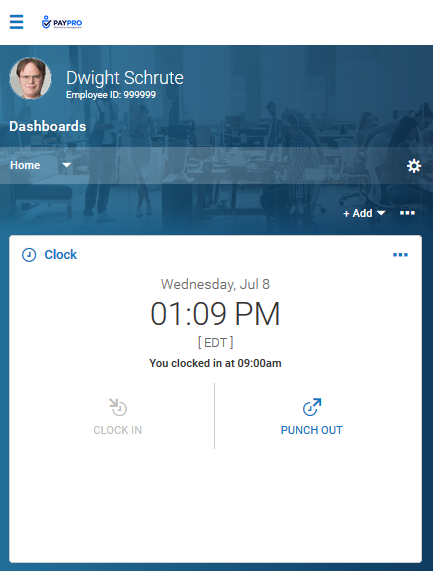 PAYPRO
Dwight Schrute
Employee ID: 999999
Dashboards
Home
+ Add
Clock
Wednesday, Jul 8
01:09 PM
[ EDT ]
You clocked in at 09:00am
CLOCK IN
PUNCH OUT